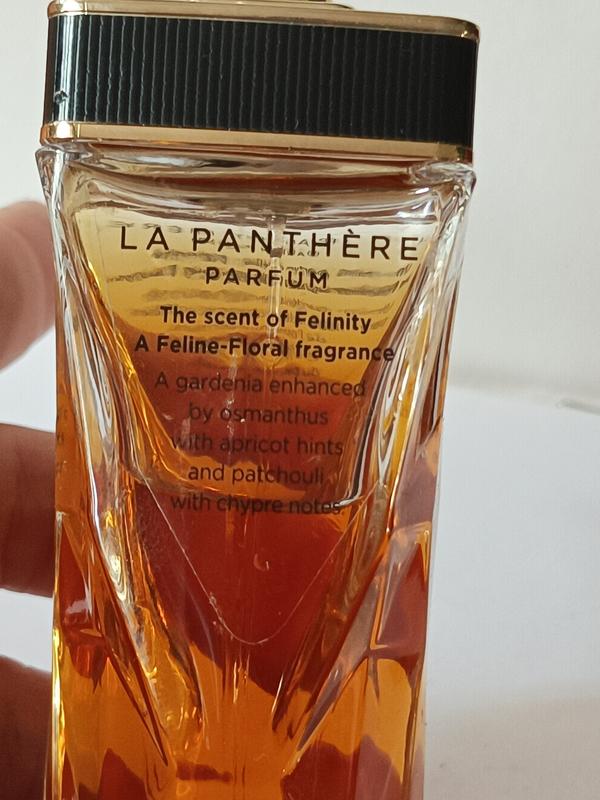 LA PANTHÈRE
PARFUM
The scent of Felinity
A Feline-Floral fragrance
A gardenia enhanced
by osmanthus
with apricot hints
and patchouli
with chypre notes.